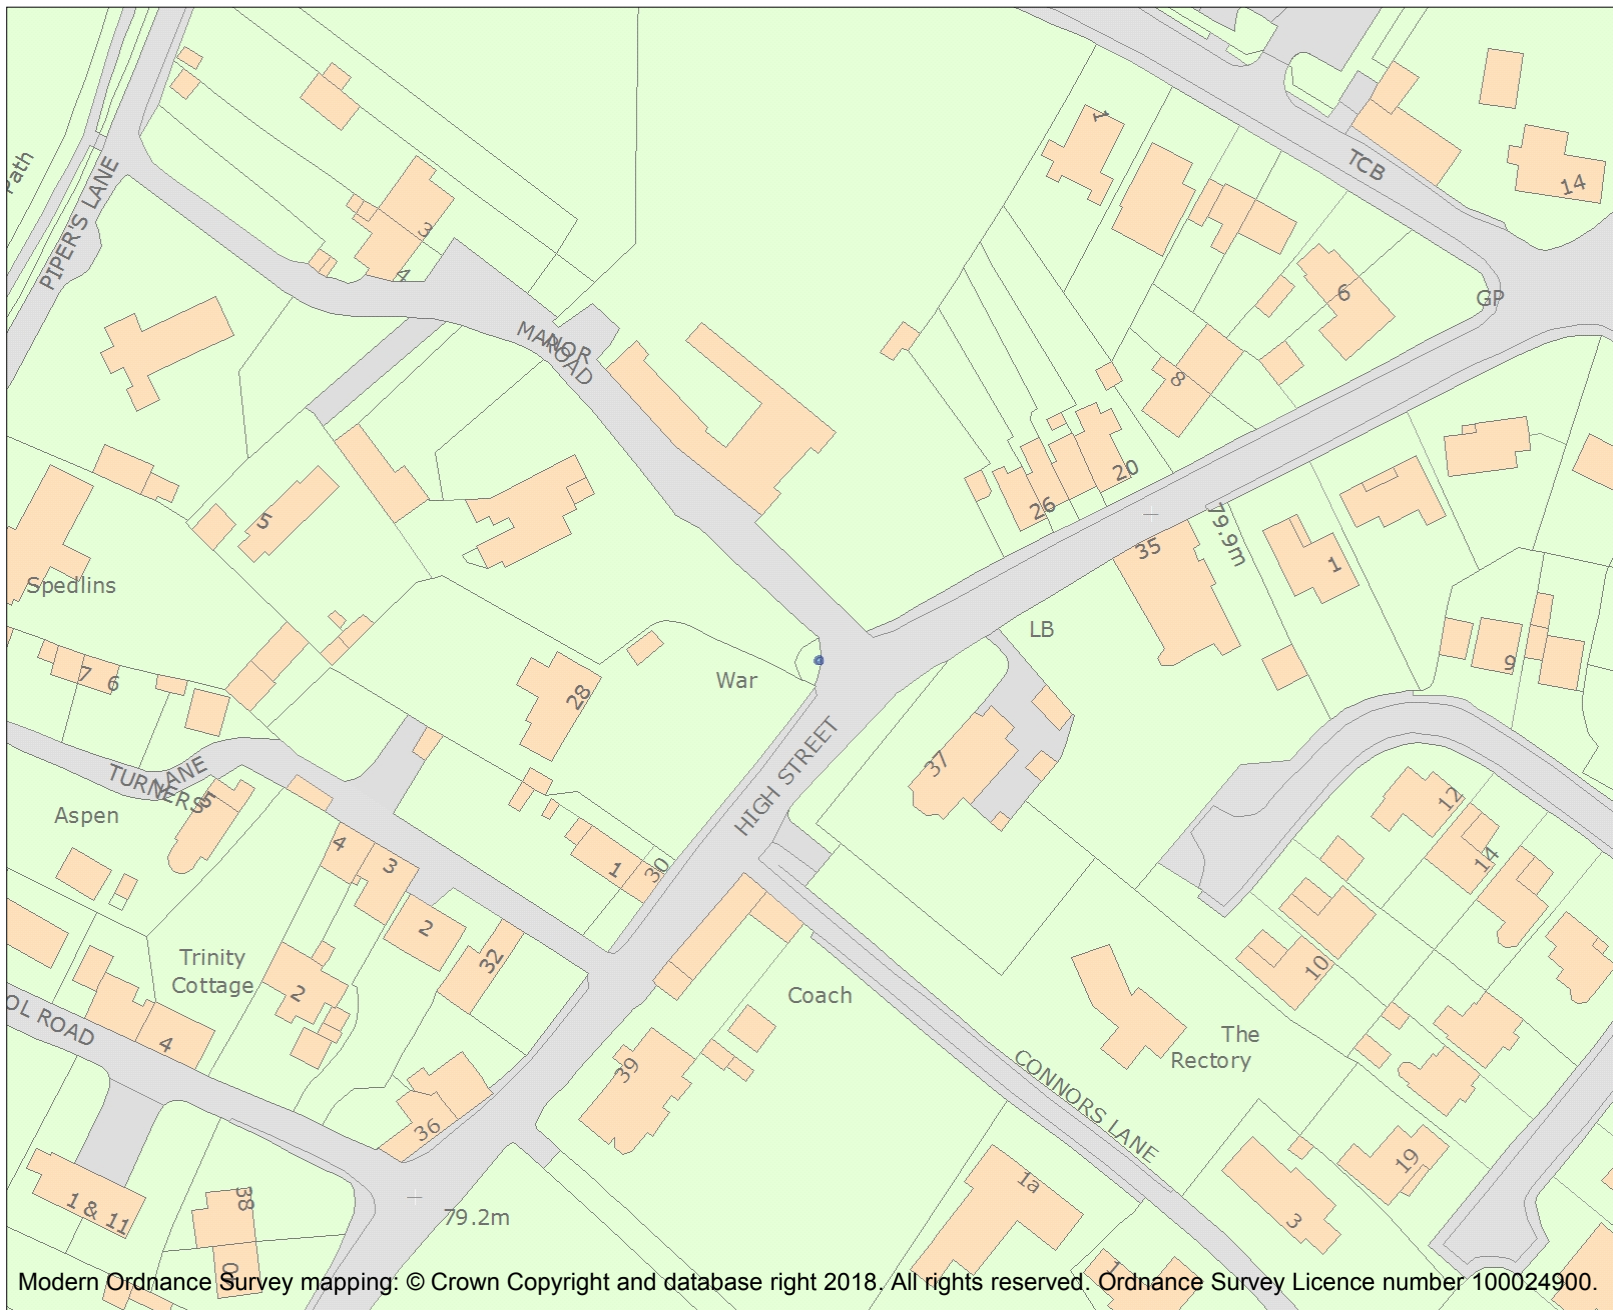 1
TCB
14
Path
PIPER'S LANE
3
4
GP
6
MANOR
ROAD
8
20
26
5
79.9m
35
1
Spedlins
LB
7
6
War
28
9
HIGH STREET
37
TURNERS
LANE
5
Aspen
12
14
4
3
1
30
2
32
10
Trinity
Cottage
2
Coach
OL ROAD
4
The
Rectory
39
CONNORS LANE
36
19
1a
3
1 & 11
38
79.2m
1
Modern Ordnance Survey mapping: © Crown Copyright and database right 2018. All rights reserved. Ordnance Survey Licence number 100024900.